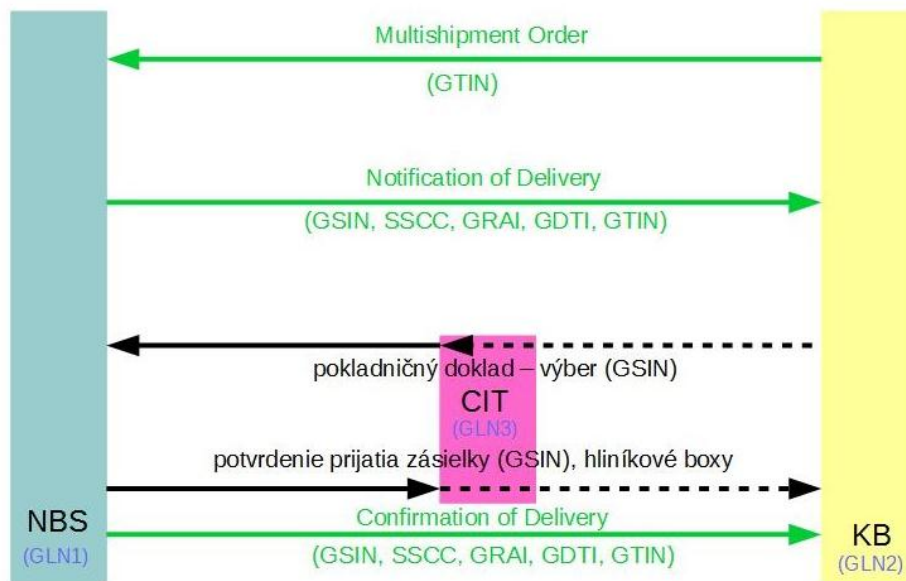 Multishipment Order
(GTIN)
Notification of Delivery
(GSIN, SSCC, GRAI, GDTI, GTIN)
pokladničný doklad – výber (GSIN)
CIT
(GLN3)
potvrdenie prijatia zásielky (GSIN), hliníkové boxy
Confirmation of Delivery
(GSIN, SSCC, GRAI, GDTI, GTIN)
NBS
(GLN1)
KB
(GLN2)